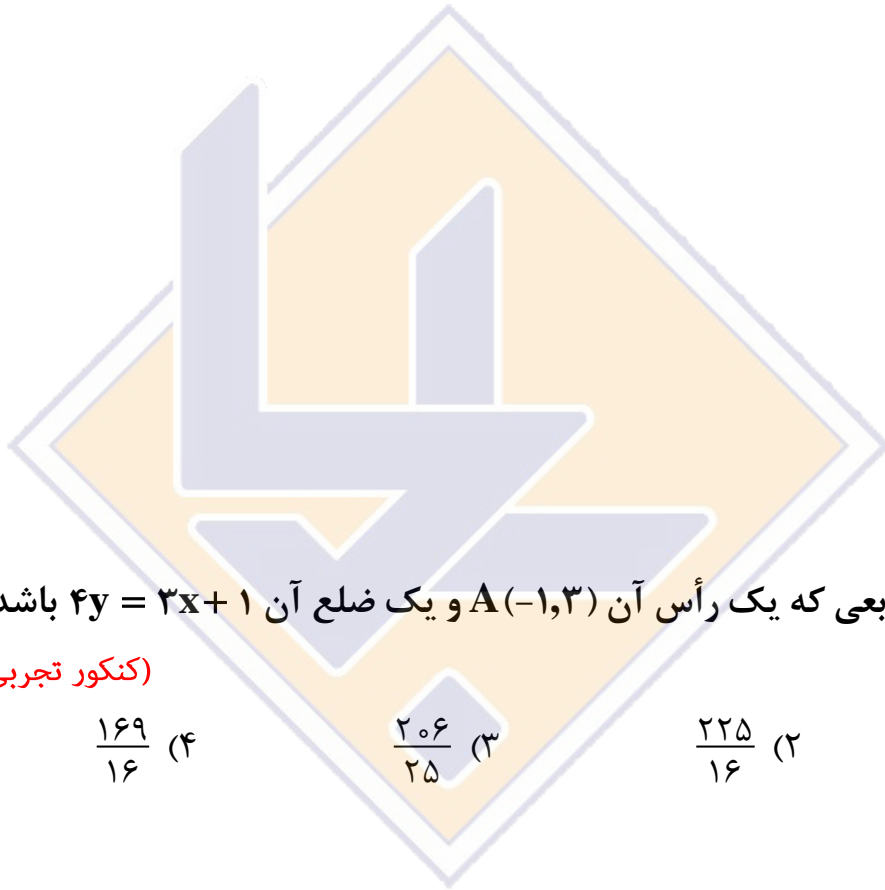 بعی که یک رأس آن A(-۱,۳) و یک ضلع آن ۴y = ۳x + ۱ باشد
(کنکور تجربی
۲) ۲۲۵/۱۶ ۳) ۲۰۶/۲۵ ۴) ۱۶۹/۱۶